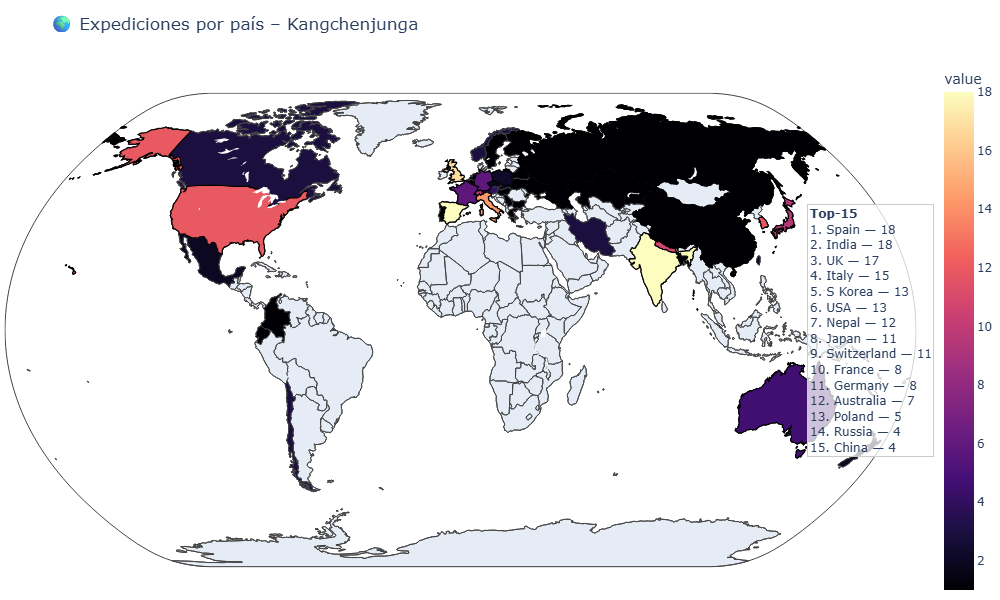 🌍 Expediciones por país – Kangchenjunga
value
18
16
14
12
10
8
6
4
2
Top-15
1. Spain — 18
2. India — 18
3. UK — 17
4. Italy — 15
5. S Korea — 13
6. USA — 13
7. Nepal — 12
8. Japan — 11
9. Switzerland — 11
10. France — 8
11. Germany — 8
12. Australia — 7
13. Poland — 5
14. Russia — 4
15. China — 4